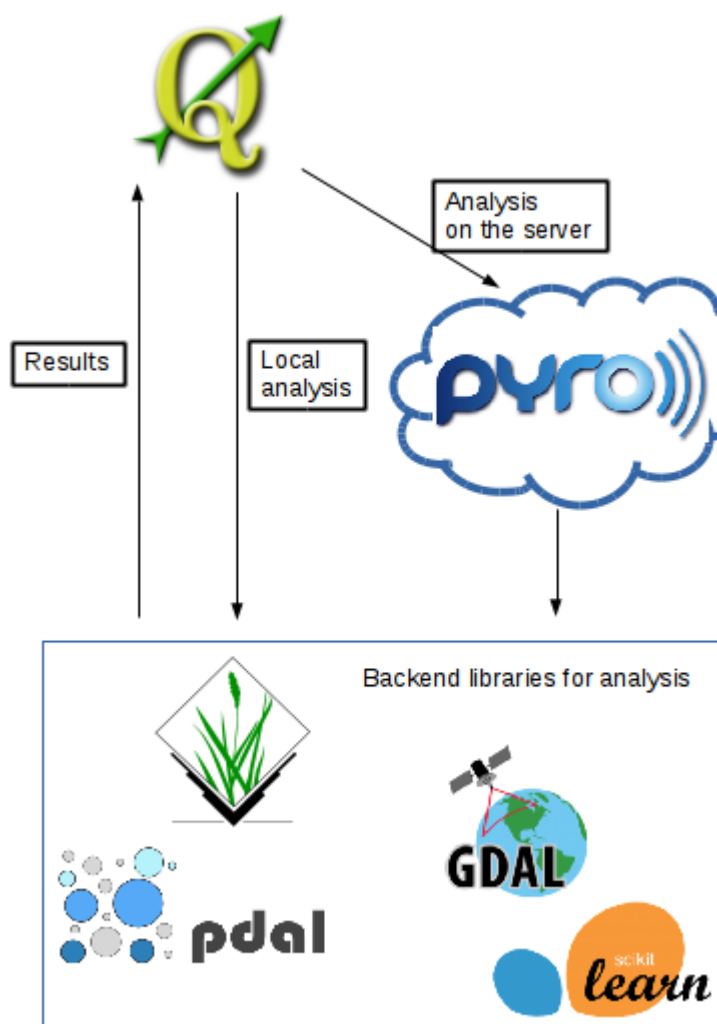 Q
Analysis
on the server
Results
Local
analysis
pyro
Backend libraries for analysis
GDAL
pdal
scikit
learn